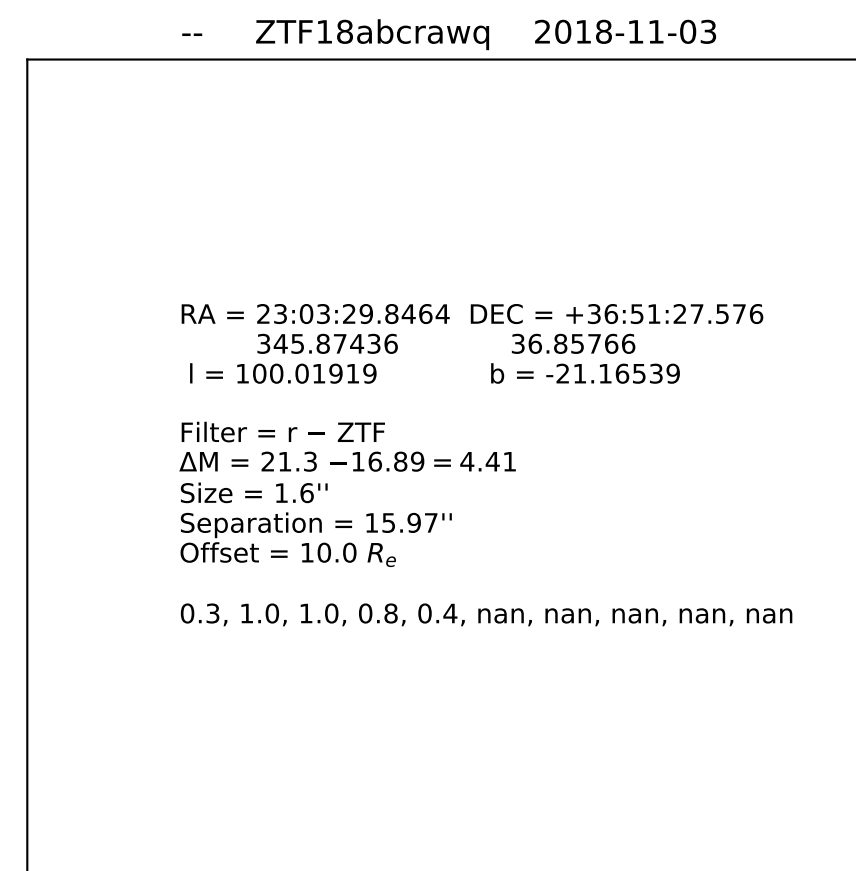 -- ZTF18abcrawq 2018-11-03
RA = 23:03:29.8464 DEC = +36:51:27.576
345.87436 36.85766
l = 100.01919 b = -21.16539
Filter = r − ZTF
ΔM = 21.3 −16.89 = 4.41
Size = 1.6''
Separation = 15.97''
Offset = 10.0 Re
0.3, 1.0, 1.0, 0.8, 0.4, nan, nan, nan, nan, nan